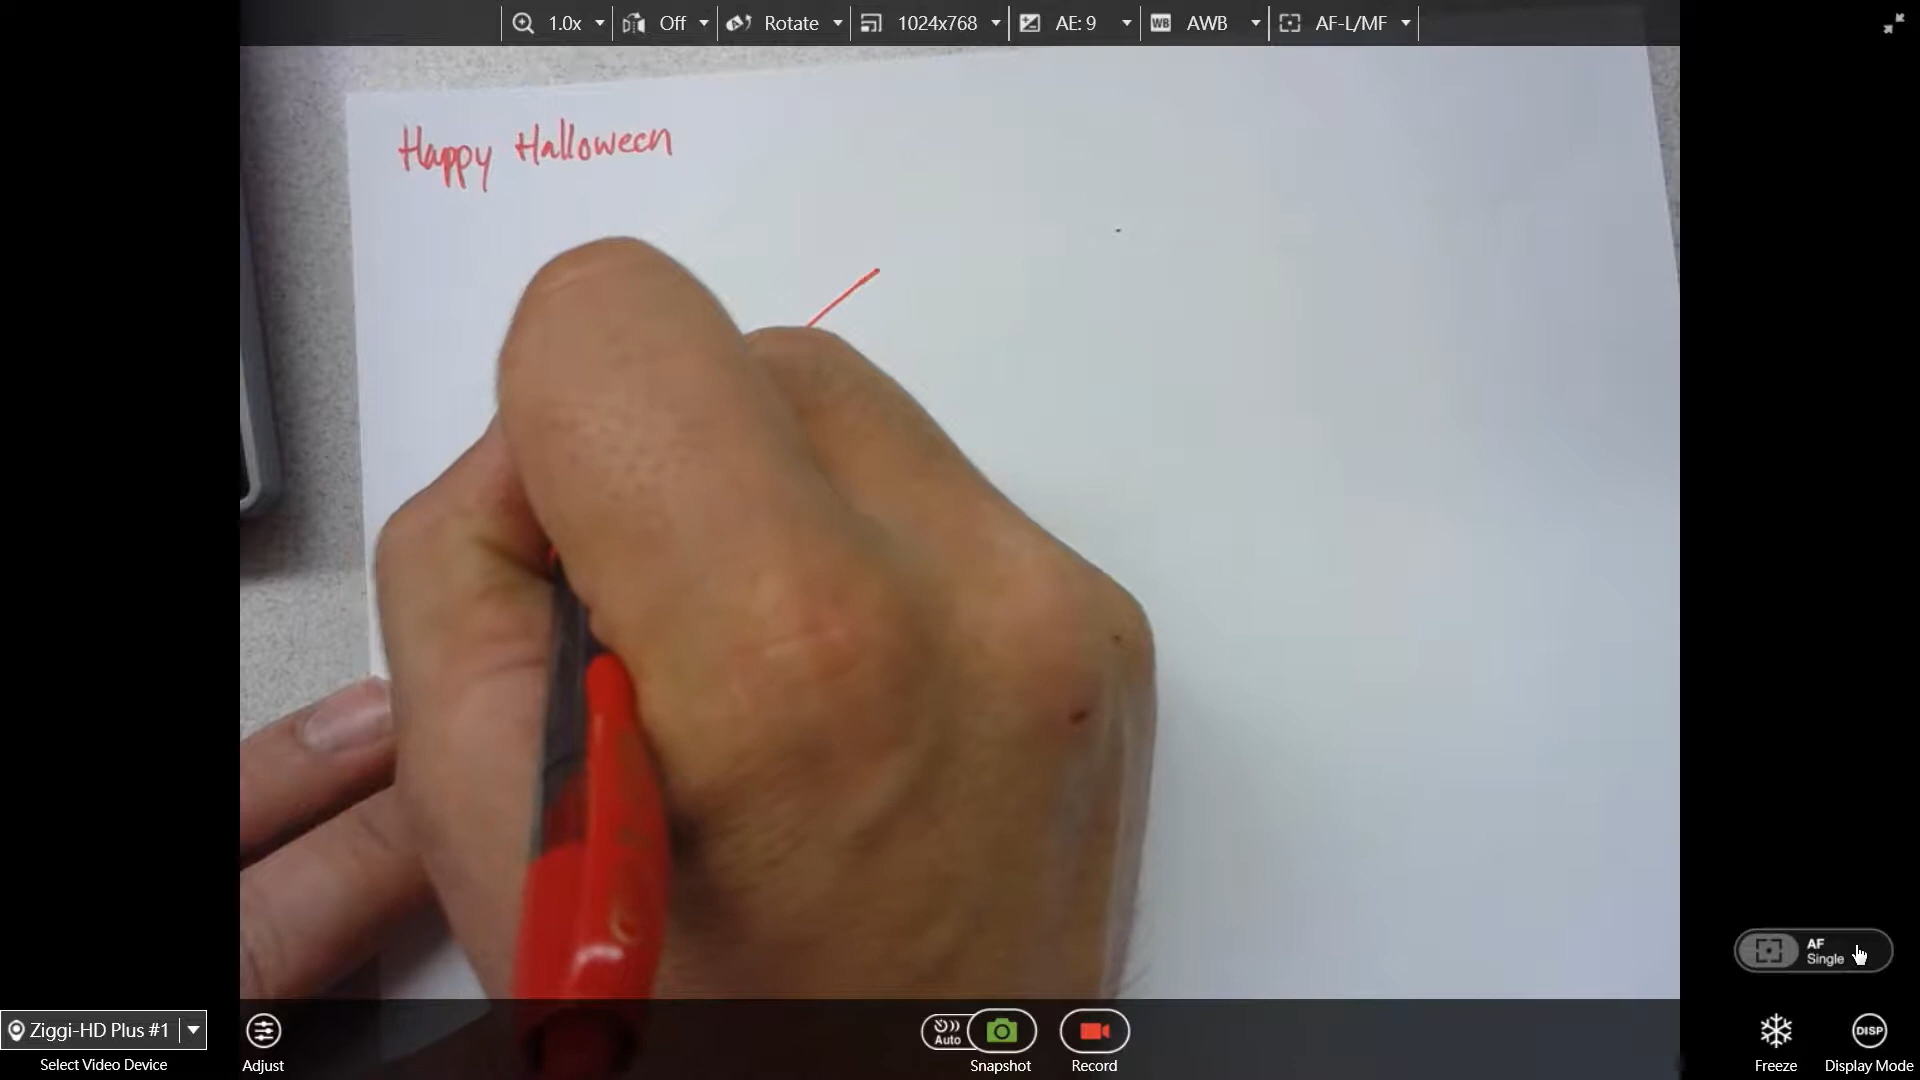 1.0x Off Rotate 1024x768 AE: 9 WB AWB AF-L/MF
Happy Halloween
AF
Single
Ziggi-HD Plus #1
Select Video Device
Adjust
Auto
Snapshot
Record
Freeze
DISP
Display Mode